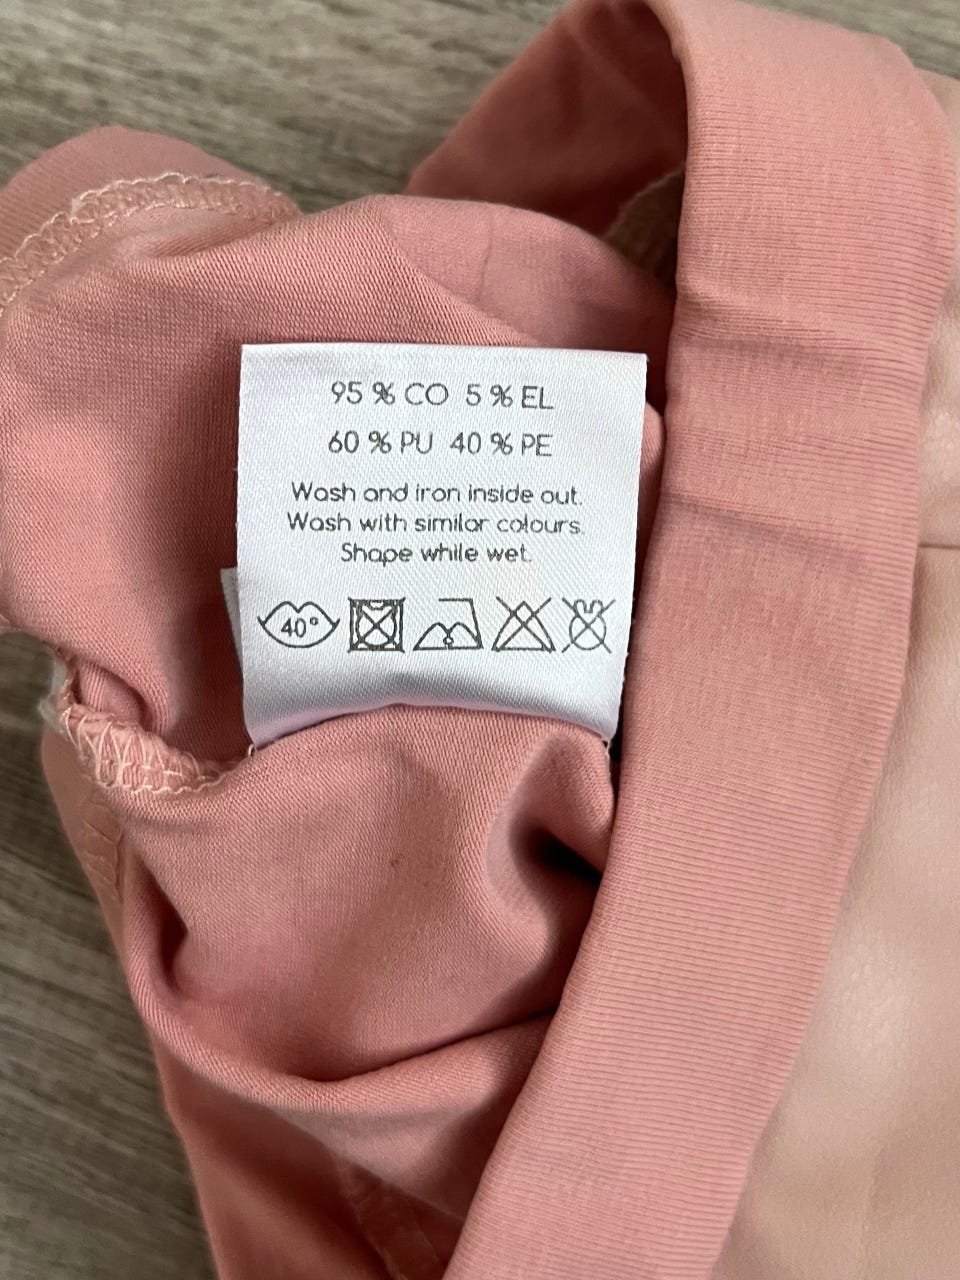 95 % CO 5 % EL
60 % PU 40 % PE
Wash and iron inside out.
Wash with similar colours.
Shape while wet.
40°